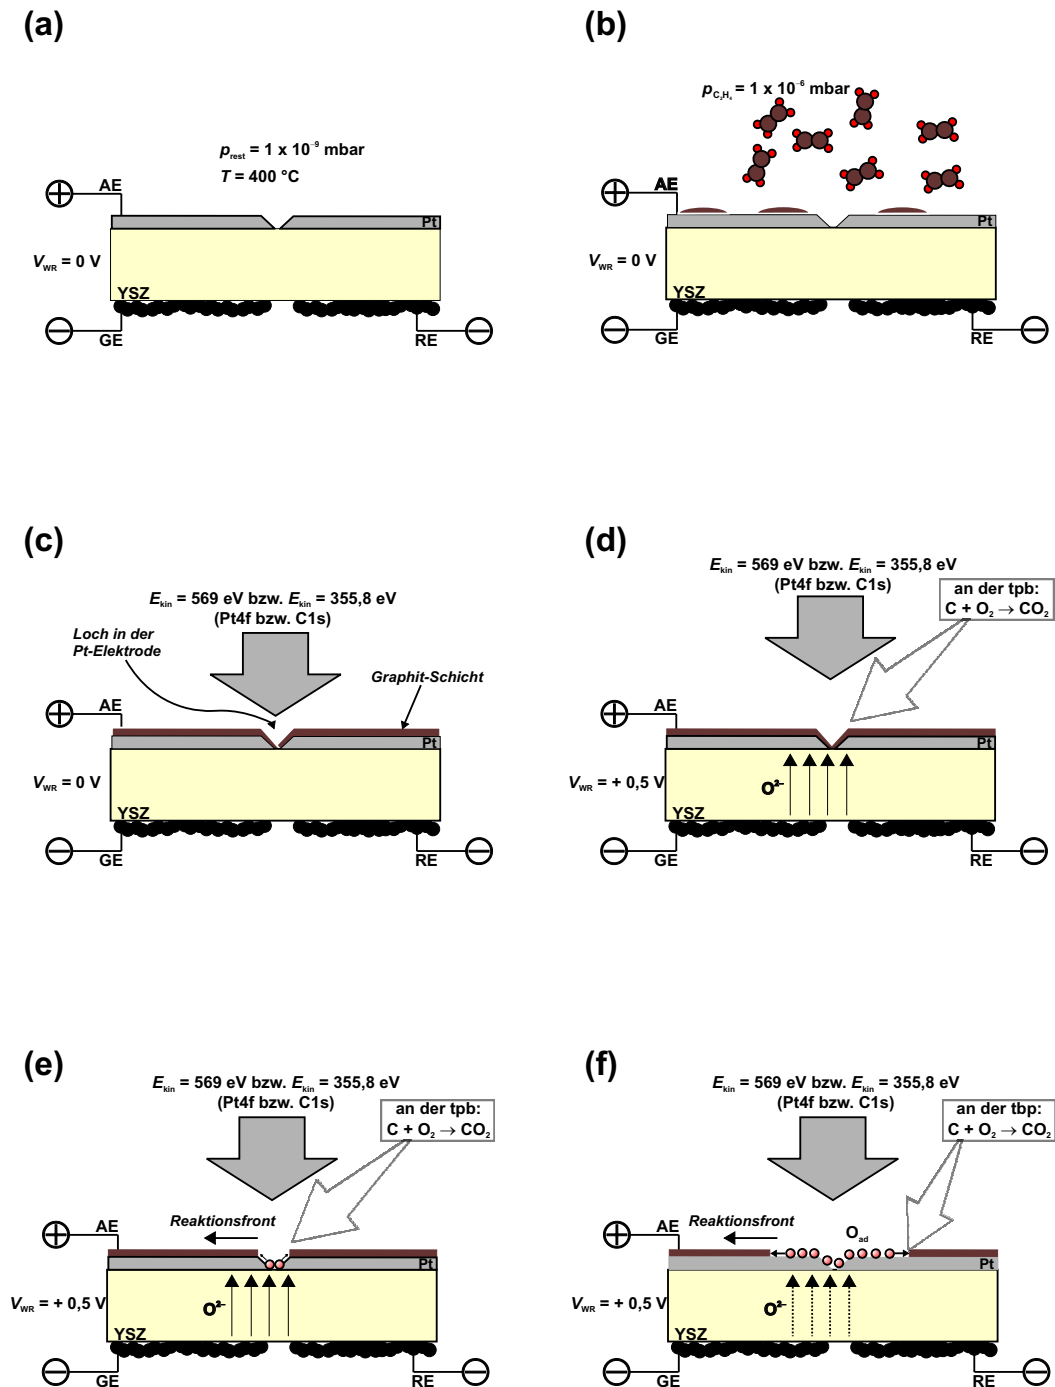 (a)
p_rest = 1 x 10⁻⁹ mbar
T = 400 °C
AE
Pt
V_WR = 0 V
YSZ
GE
RE
(b)
p_C₂H₄ = 1 x 10⁻⁶ mbar
AE
Pt
V_WR = 0 V
YSZ
GE
RE
(c)
E_kin = 569 eV bzw. E_kin = 355,8 eV
(Pt4f bzw. C1s)
Loch in der
Pt-Elektrode
Graphit-Schicht
AE
Pt
V_WR = 0 V
YSZ
GE
RE
(d)
E_kin = 569 eV bzw. E_kin = 355,8 eV
(Pt4f bzw. C1s)
an der tpb:
C + O₂ → CO₂
AE
Pt
V_WR = + 0,5 V
O²⁻
YSZ
GE
RE
(e)
E_kin = 569 eV bzw. E_kin = 355,8 eV
(Pt4f bzw. C1s)
an der tpb:
C + O₂ → CO₂
Reaktionsfront
AE
Pt
V_WR = + 0,5 V
O²⁻
YSZ
GE
RE
(f)
E_kin = 569 eV bzw. E_kin = 355,8 eV
(Pt4f bzw. C1s)
an der tbp:
C + O₂ → CO₂
Reaktionsfront
O_ad
AE
Pt
V_WR = + 0,5 V
O²⁻
YSZ
GE
RE